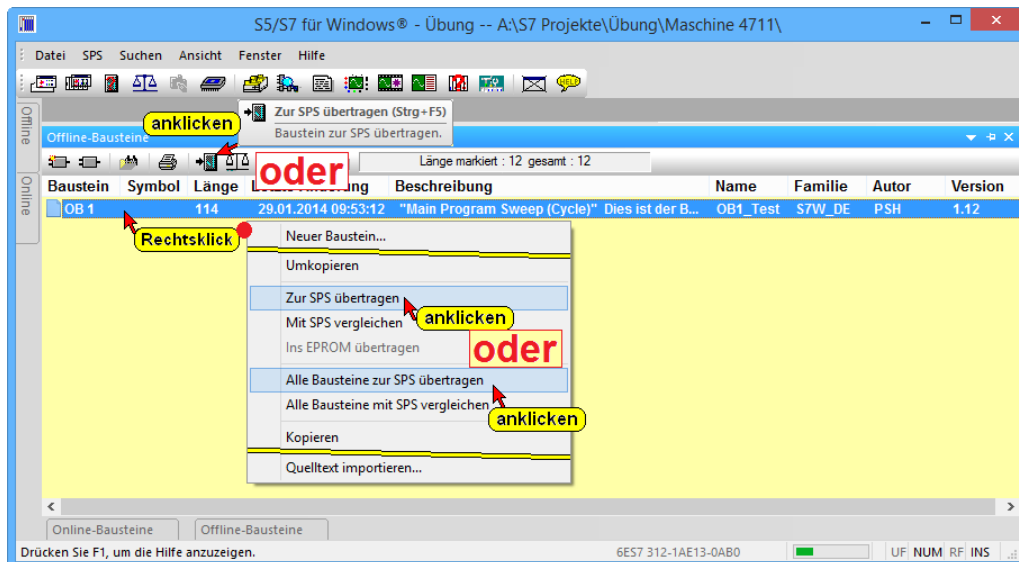 S5/S7 für Windows® - Übung -- A:\S7 Projekte\Übung\Maschine 4711\
Datei SPS Suchen Ansicht Fenster Hilfe
HELP
Offline
Online
anklicken
Zur SPS übertragen (Strg+F5)
Baustein zur SPS übertragen.
Offline-Bausteine
oder
Länge markiert : 12 gesamt : 12
Baustein Symbol Länge Letzte Änderung Beschreibung Name Familie Autor Version
OB 1 114 29.01.2014 09:53:12 "Main Program Sweep (Cycle)" Dies ist der B... OB1_Test S7W_DE PSH 1.12
Rechtsklick
Neuer Baustein...
Umkopieren
Zur SPS übertragen
anklicken
Mit SPS vergleichen
Ins EPROM übertragen
oder
Alle Bausteine zur SPS übertragen
Alle Bausteine mit SPS vergleichen
anklicken
Kopieren
Quelltext importieren...
Online-Bausteine Offline-Bausteine
Drücken Sie F1, um die Hilfe anzuzeigen. 6ES7 312-1AE13-0AB0 UF NUM RF INS